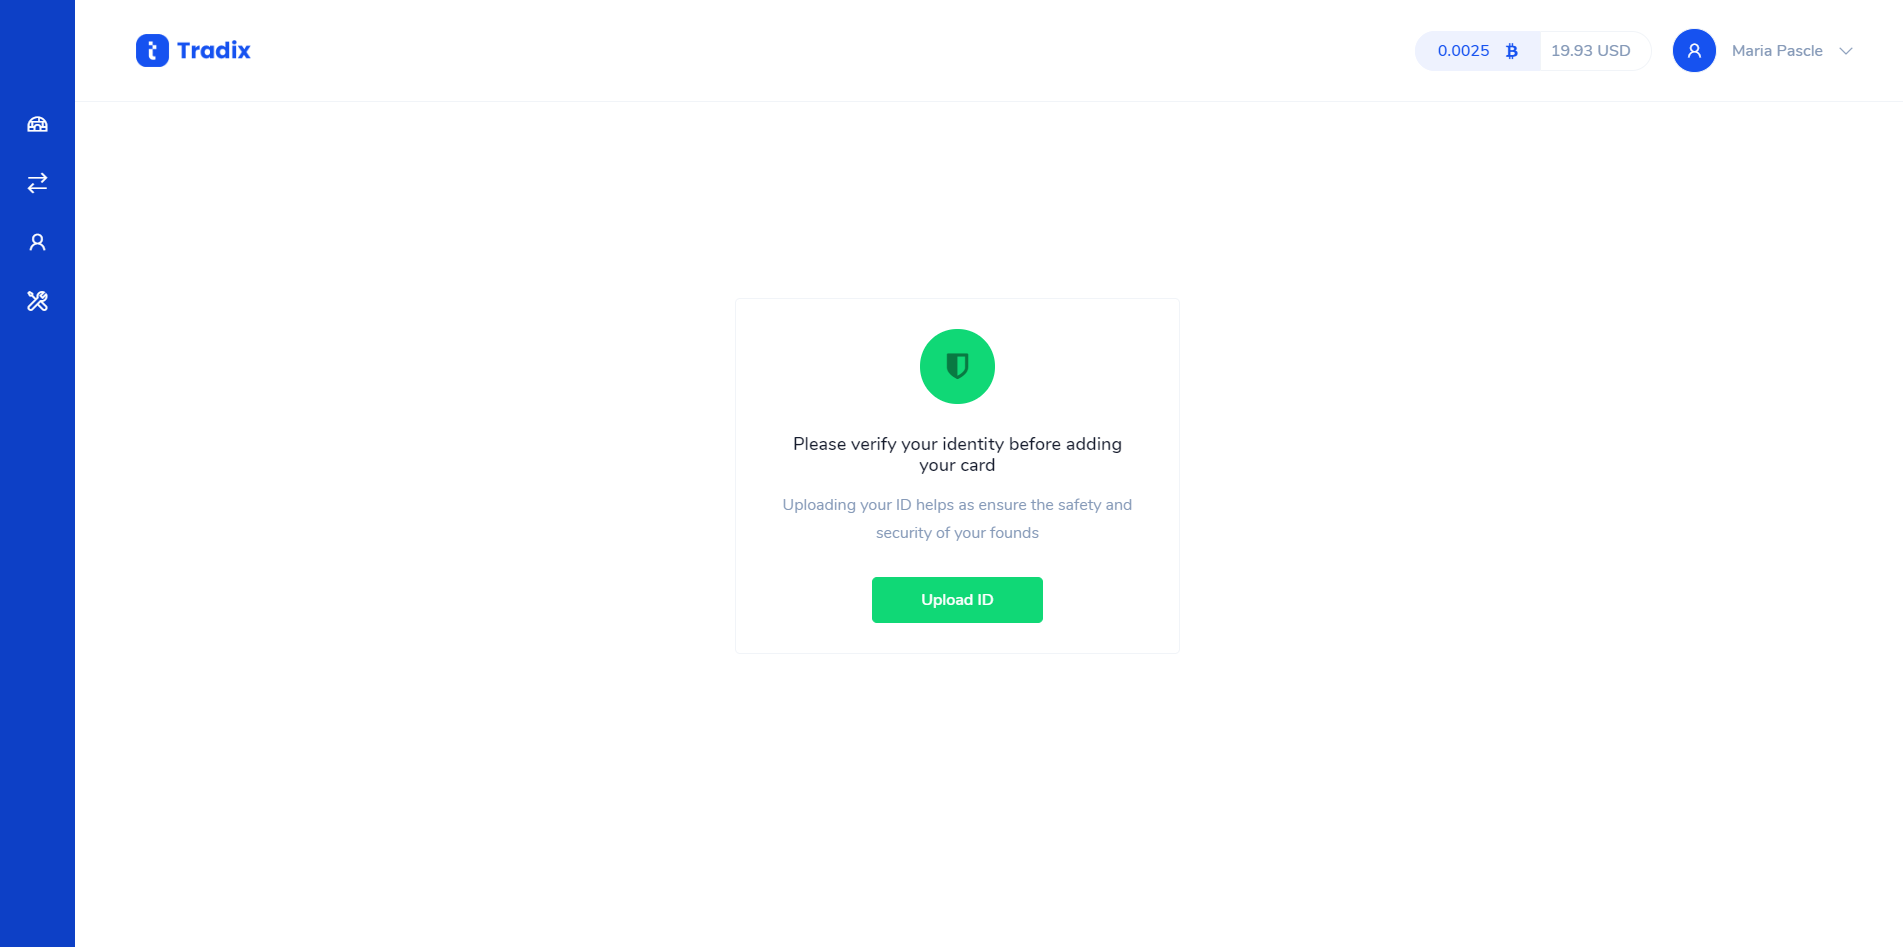 Tradix
0.0025 19.93 USD Maria Pascle
Please verify your identity before adding
your card
Uploading your ID helps as ensure the safety and
security of your founds
Upload ID